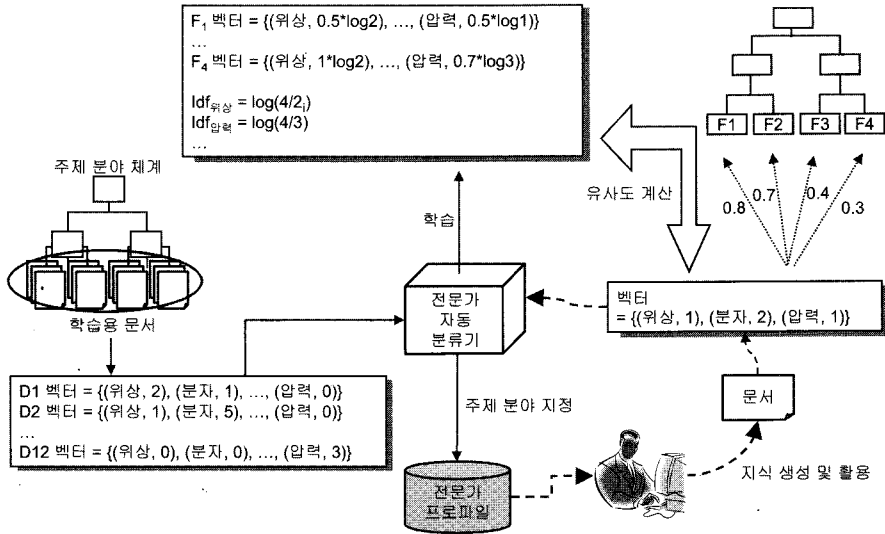 F₁ 벡터 = {(위상, 0.5*log2), …, (압력, 0.5*log1)}
…
F₄ 벡터 = {(위상, 1*log2), …, (압력, 0.7*log3)}
Idf위상 = log(4/2ᵢ)
Idf압력 = log(4/3)
…
F1 F2 F3 F4
0.8 0.7 0.4 0.3
유사도 계산
주제 분야 체계
학습용 문서
학습
전문가
자동
분류기
벡터
= {(위상, 1), (분자, 2), (압력, 1)}
D1 벡터 = {(위상, 2), (분자, 1), …, (압력, 0)}
D2 벡터 = {(위상, 1), (분자, 5), …, (압력, 0)}
…
D12 벡터 = {(위상, 0), (분자, 0), …, (압력, 3)}
주제 분야 지정
문서
전문가
프로파일
지식 생성 및 활용